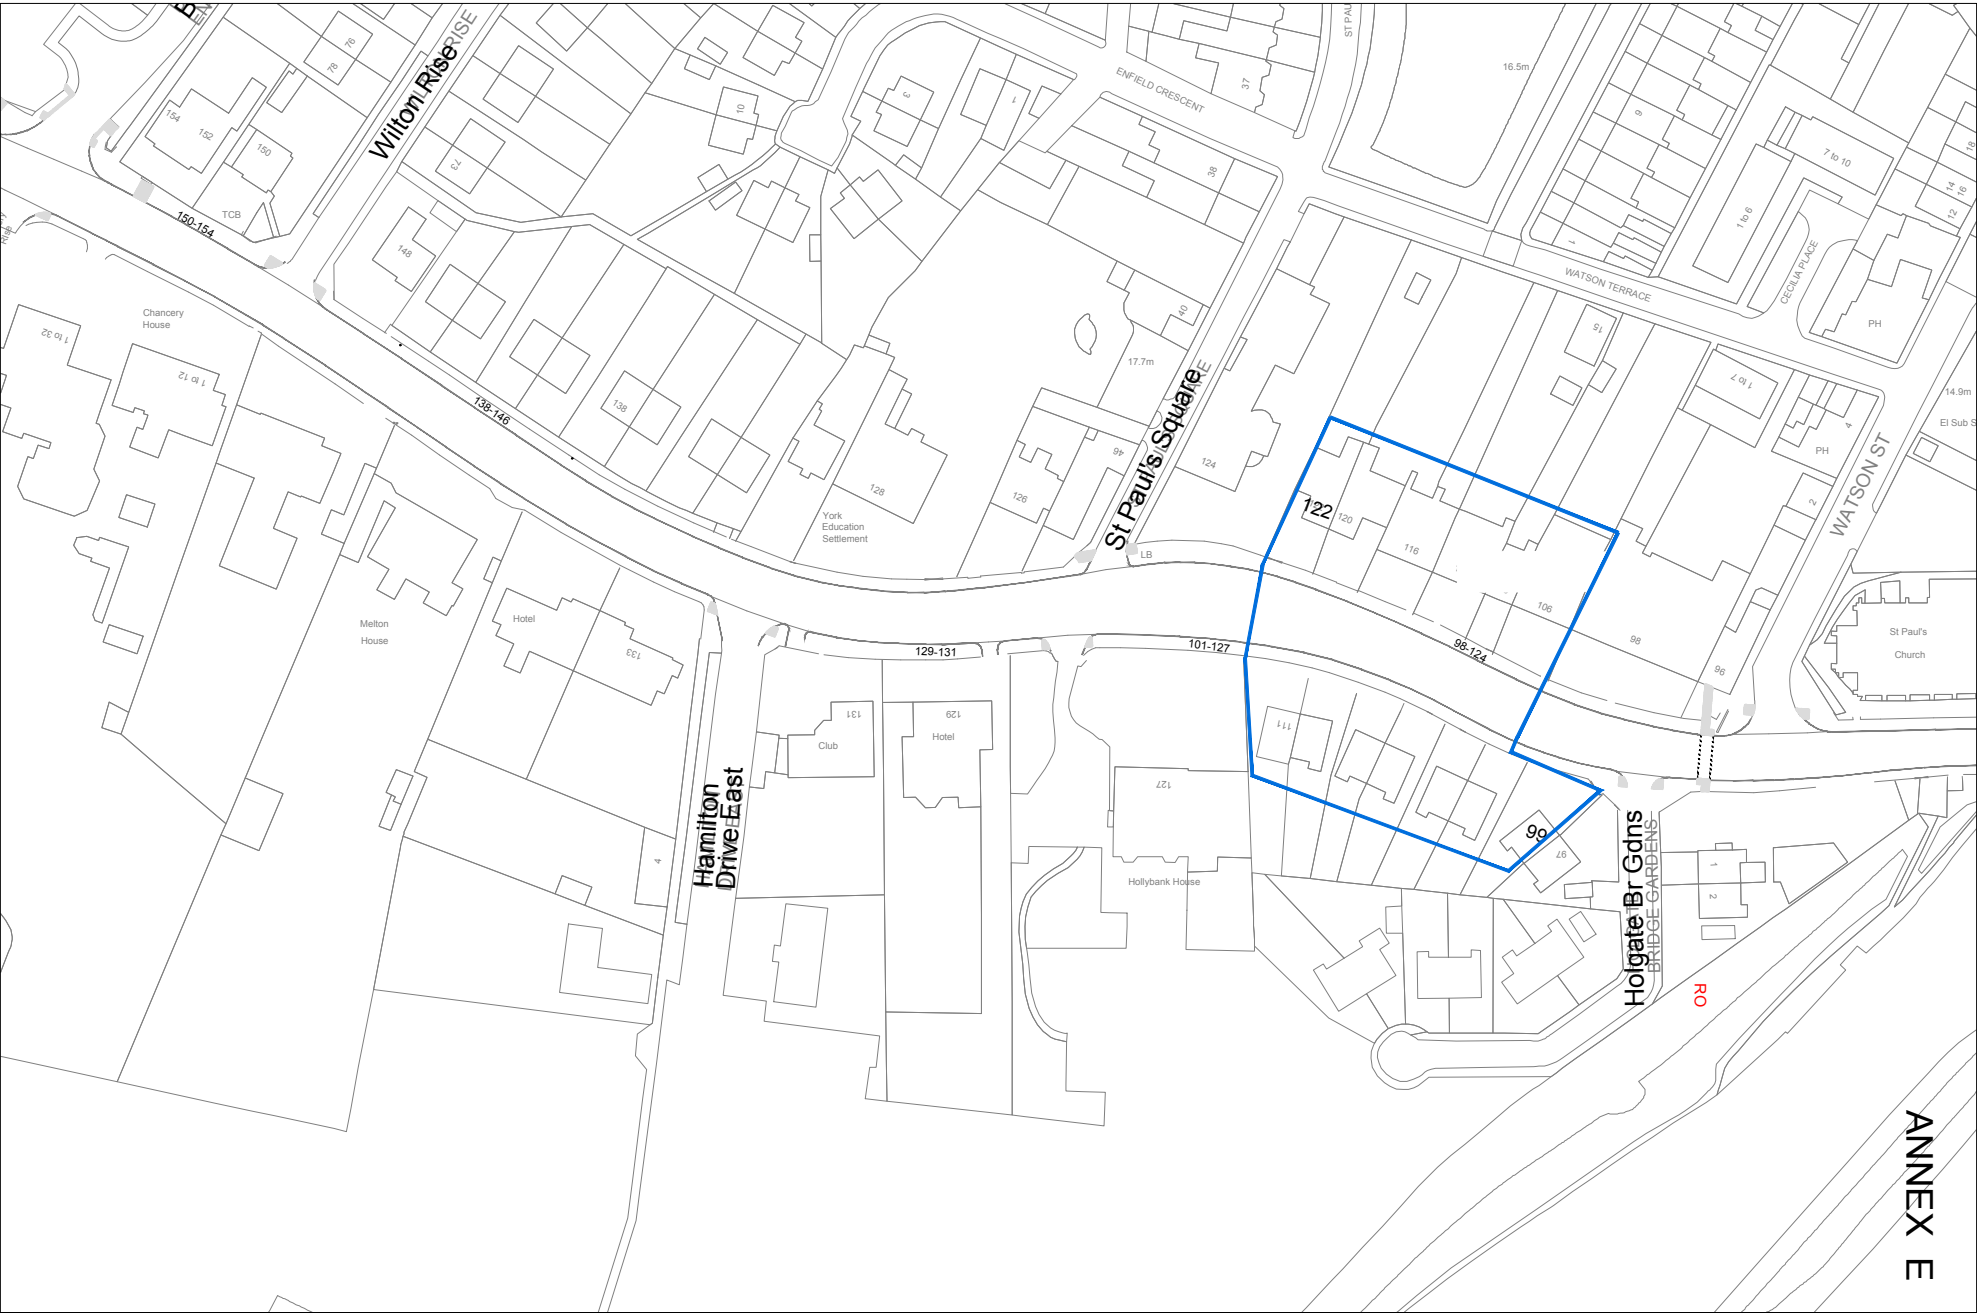 WILTON RISE
Wilton Rise
76
78
154
152
150
TCB
150-154
73
148
10
3
1
37
ENFIELD CRESCENT
38
16.5m
9
7 to 10
18
14
16
12
1 to 6
CECILIA PLACE
PH
WATSON TERRACE
1
15
1 to 7
4
PH
2
14.9m
WATSON ST
Chancery
House
1 to 32
1 to 12
138-146
138
128
York
Education
Settlement
126
46
40
17.7m
St Paul's Square
LB
124
122
120
116
106
98
96
98-124
St Paul's
Church
Melton
House
Hotel
133
129-131
101-127
131
Club
129
Hotel
127
Hollybank House
111
99
97
Hamilton
Drive East
4
Holgate Br Gdns
BRIDGE GARDENS
1
2
RO
ANNEX E